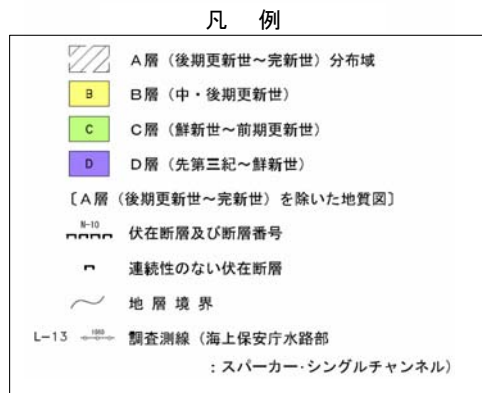 凡 例
A層（後期更新世～完新世）分布域
B B層（中・後期更新世）
C C層（鮮新世～前期更新世）
D D層（先第三紀～鮮新世）
〔A層（後期更新世～完新世）を除いた地質図〕
N-10 伏在断層及び断層番号
連続性のない伏在断層
地 層 境 界
L-13 調査測線（海上保安庁水路部
：スパーカー・シングルチャンネル）